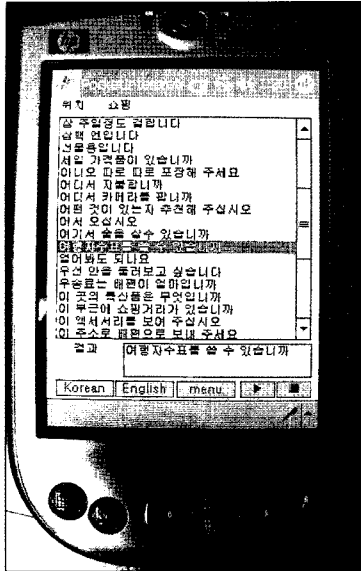 hp
위치 쇼핑
삼 주일정도 걸립니다
삼백 엔입니다
선물용입니다
세일 가격품이 있습니까
아니오 따로 따로 포장해 주세요
어디서 지불합니까
어디서 카메라를 팝니까
어떤 것이 있는지 추천해 주십시오
어서 오십시오
여기서 술을 살수 있습니까
여행자수표를 쓸 수 있습니까
열어봐도 되나요
우선 안을 둘러보고 싶습니다
우송료는 배편이 얼마입니까
이 곳의 특산품은 무엇입니까
이 부근에 쇼핑거리가 있습니까
이 액세서리를 보여 주십시오
이 주소로 배편으로 보내 주세요
결과 여행자수표를 쓸 수 있습니까
Korean English menu